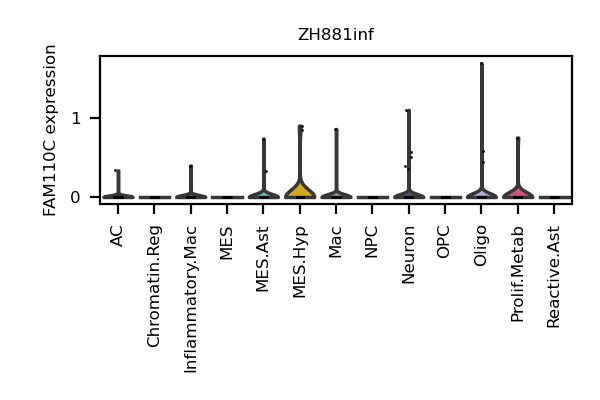 ZH881inf
FAM110C expression
1
0
AC
Chromatin.Reg
Inflammatory.Mac
MES
MES.Ast
MES.Hyp
Mac
NPC
Neuron
OPC
Oligo
Prolif.Metab
Reactive.Ast